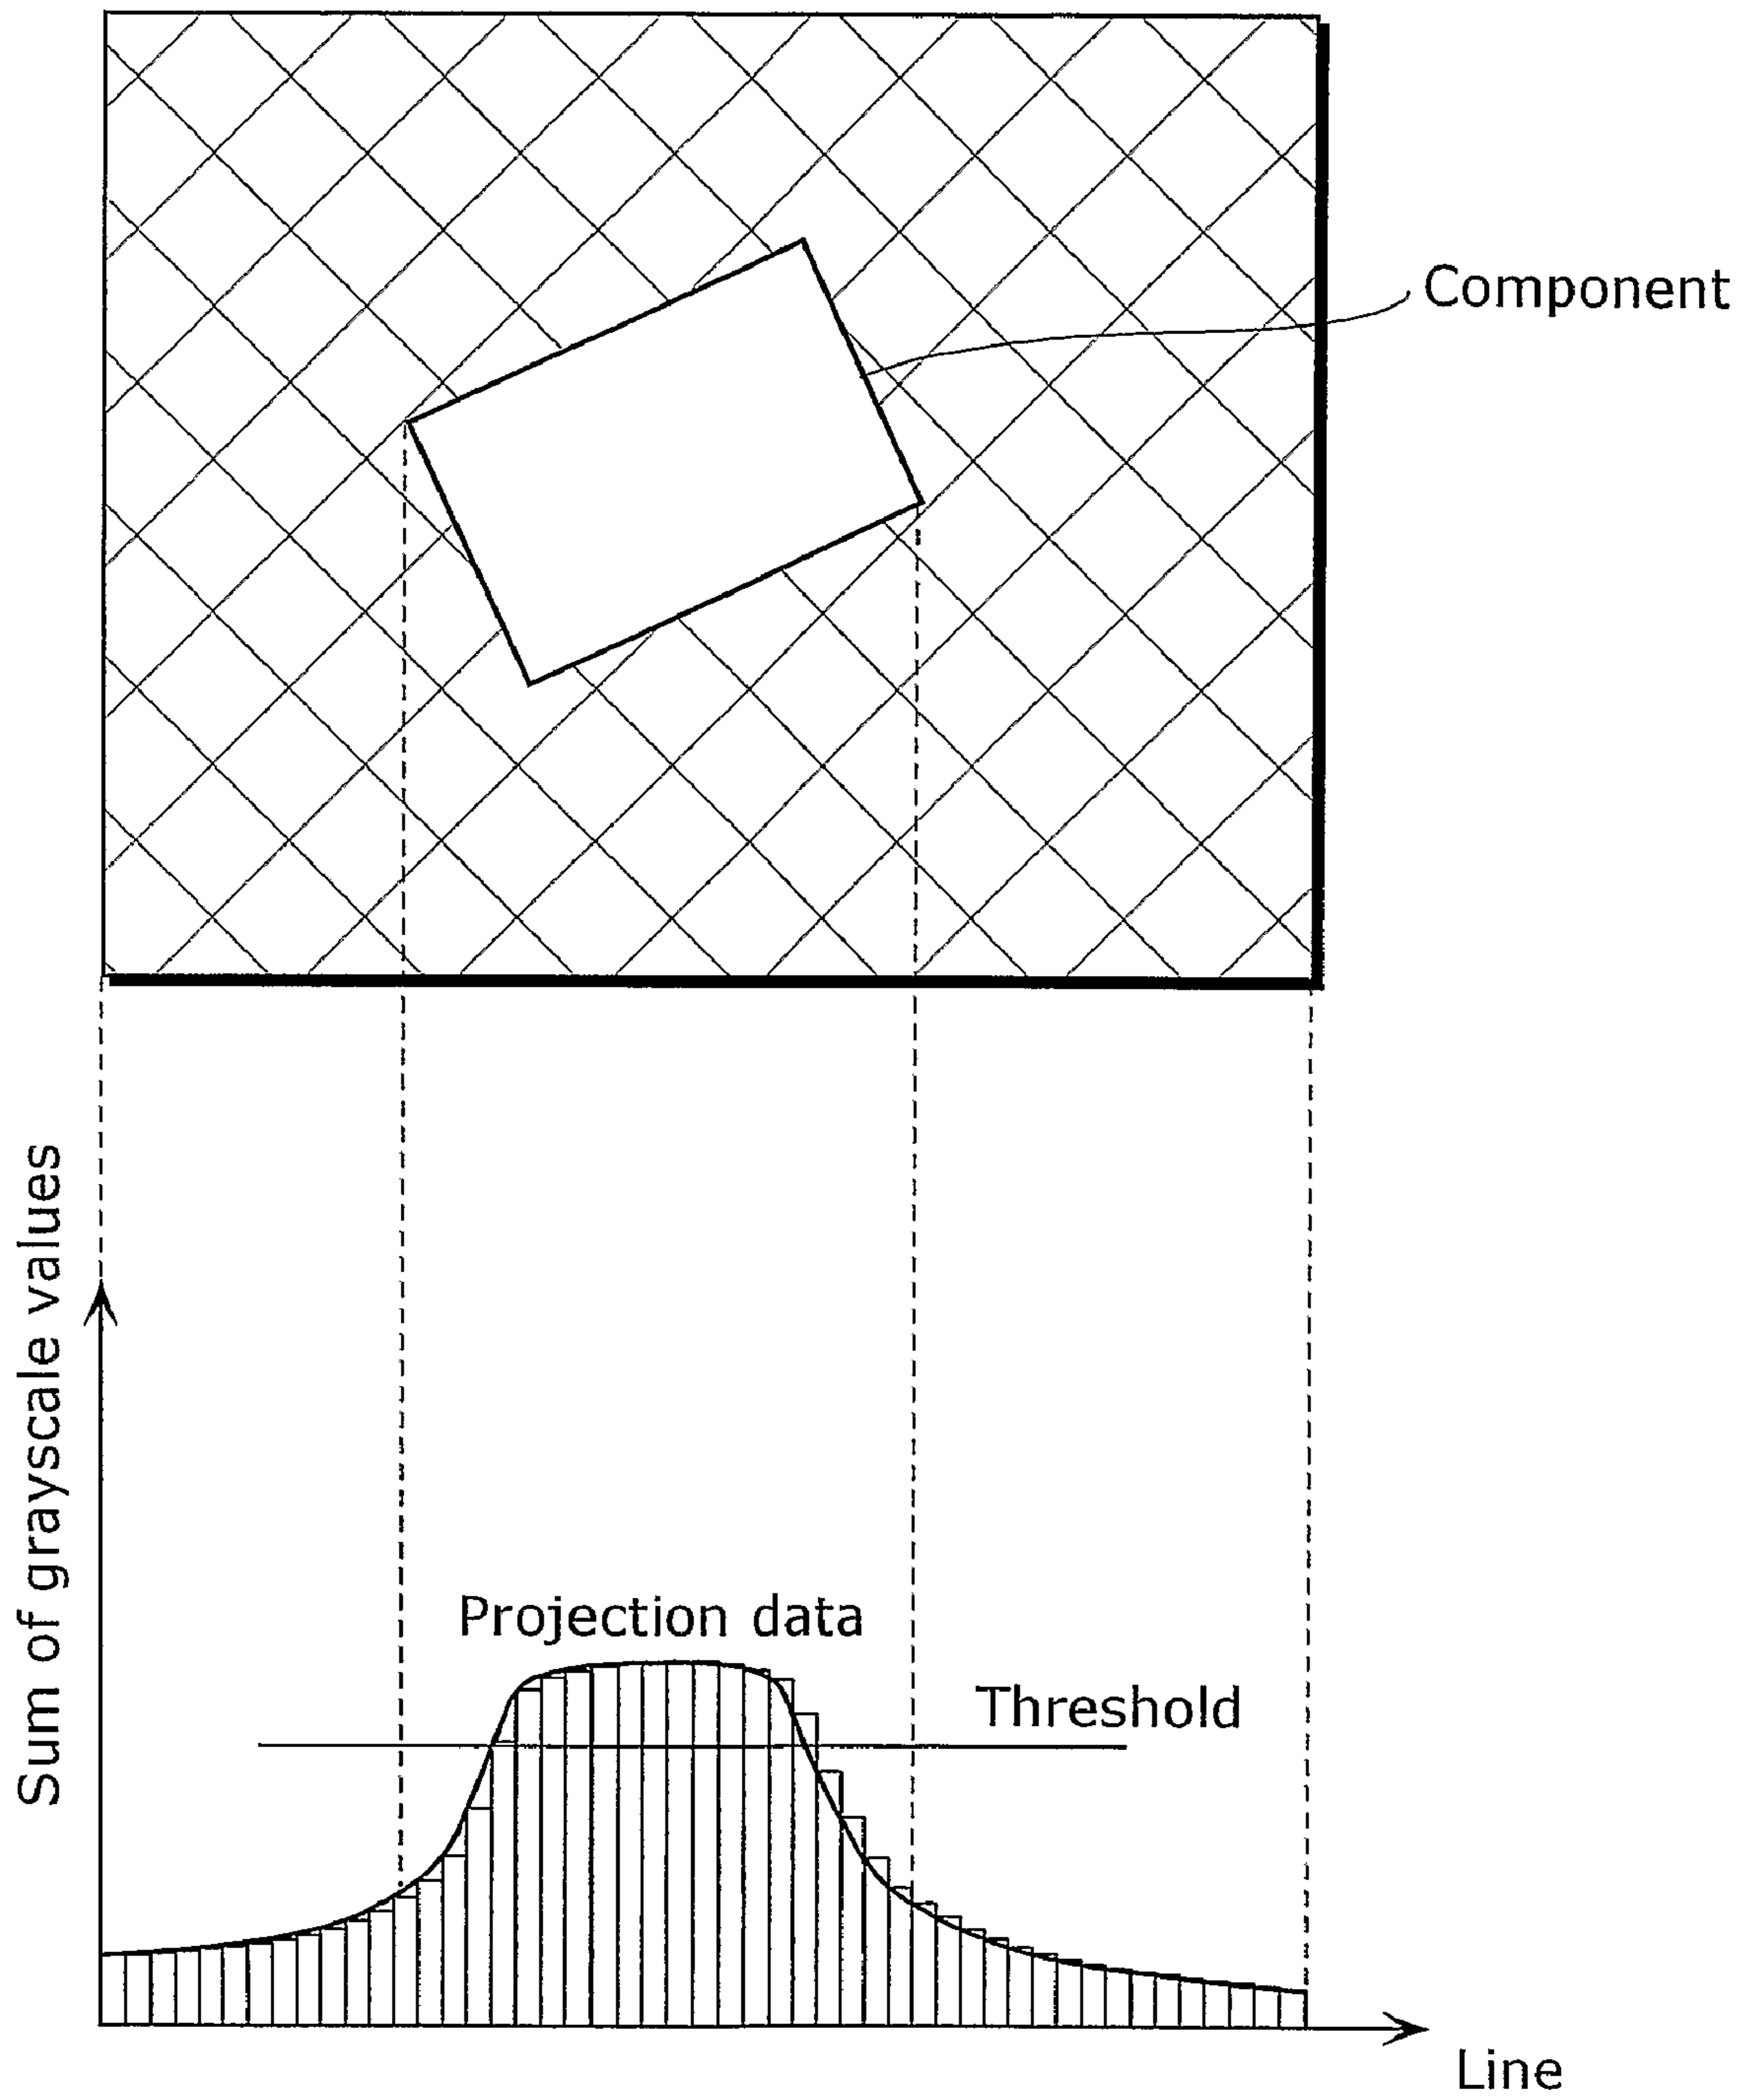 Component
Sum of grayscale values
Projection data
Threshold
Line